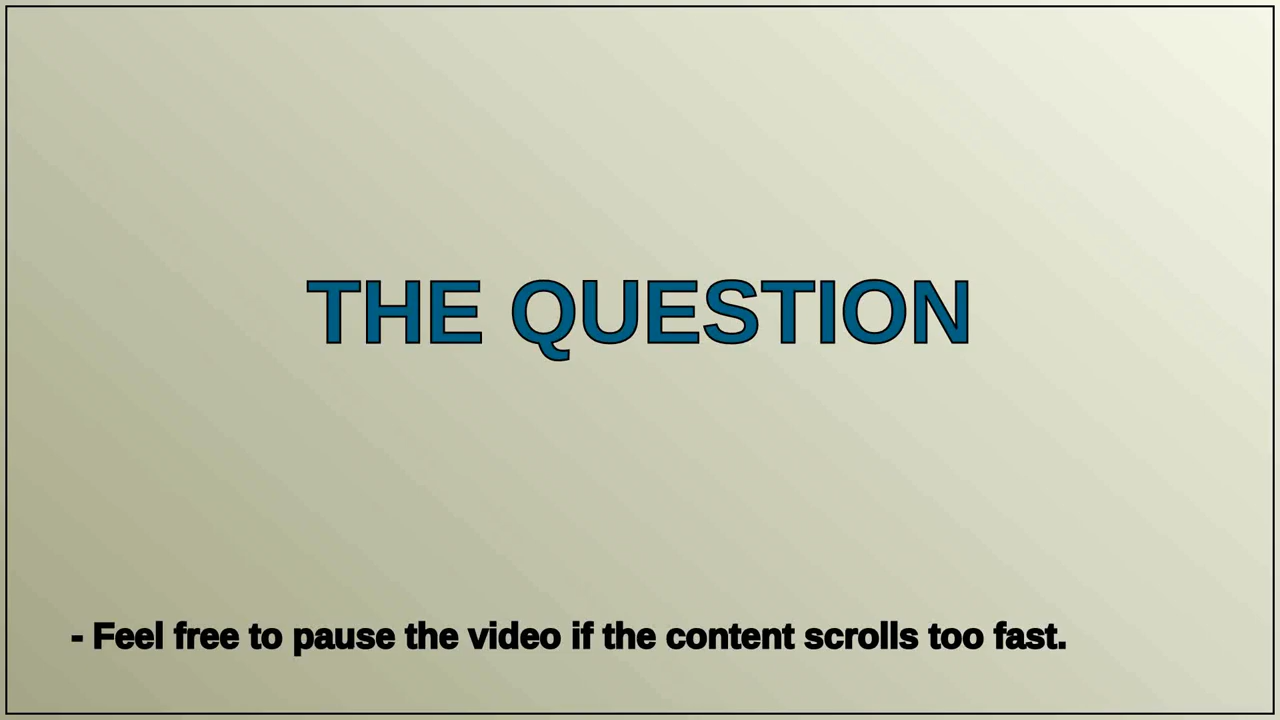 THE QUESTION
- Feel free to pause the video if the content scrolls too fast.